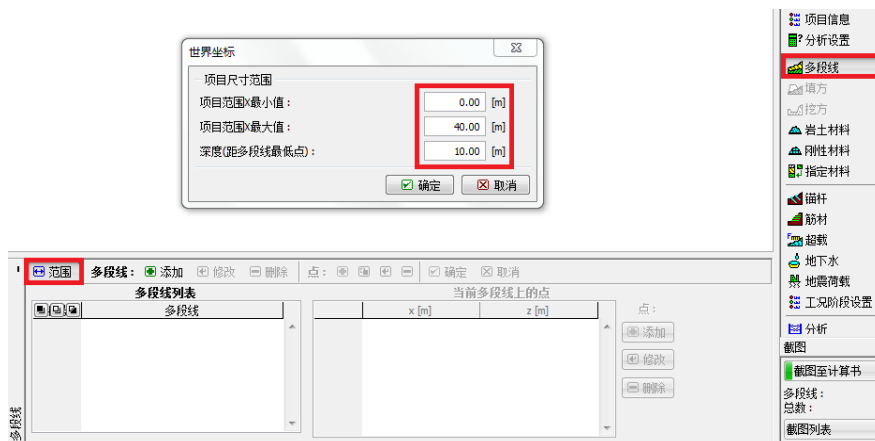 世界坐标
项目尺寸范围
项目范围X最小值： 0.00 [m]
项目范围X最大值： 40.00 [m]
深度(距多段线最低点)： 10.00 [m]
确定 取消
项目信息
分析设置
多段线
填方
挖方
岩土材料
刚性材料
指定材料
锚杆
筋材
超载
地下水
地震荷载
工况阶段设置
分析
截图
截图至计算书
多段线：
总数：
截图列表
范围 多段线： 添加 修改 删除 点： 确定 取消
多段线列表
多段线
当前多段线上的点
x [m] z [m]
点：
添加
修改
删除
多段线